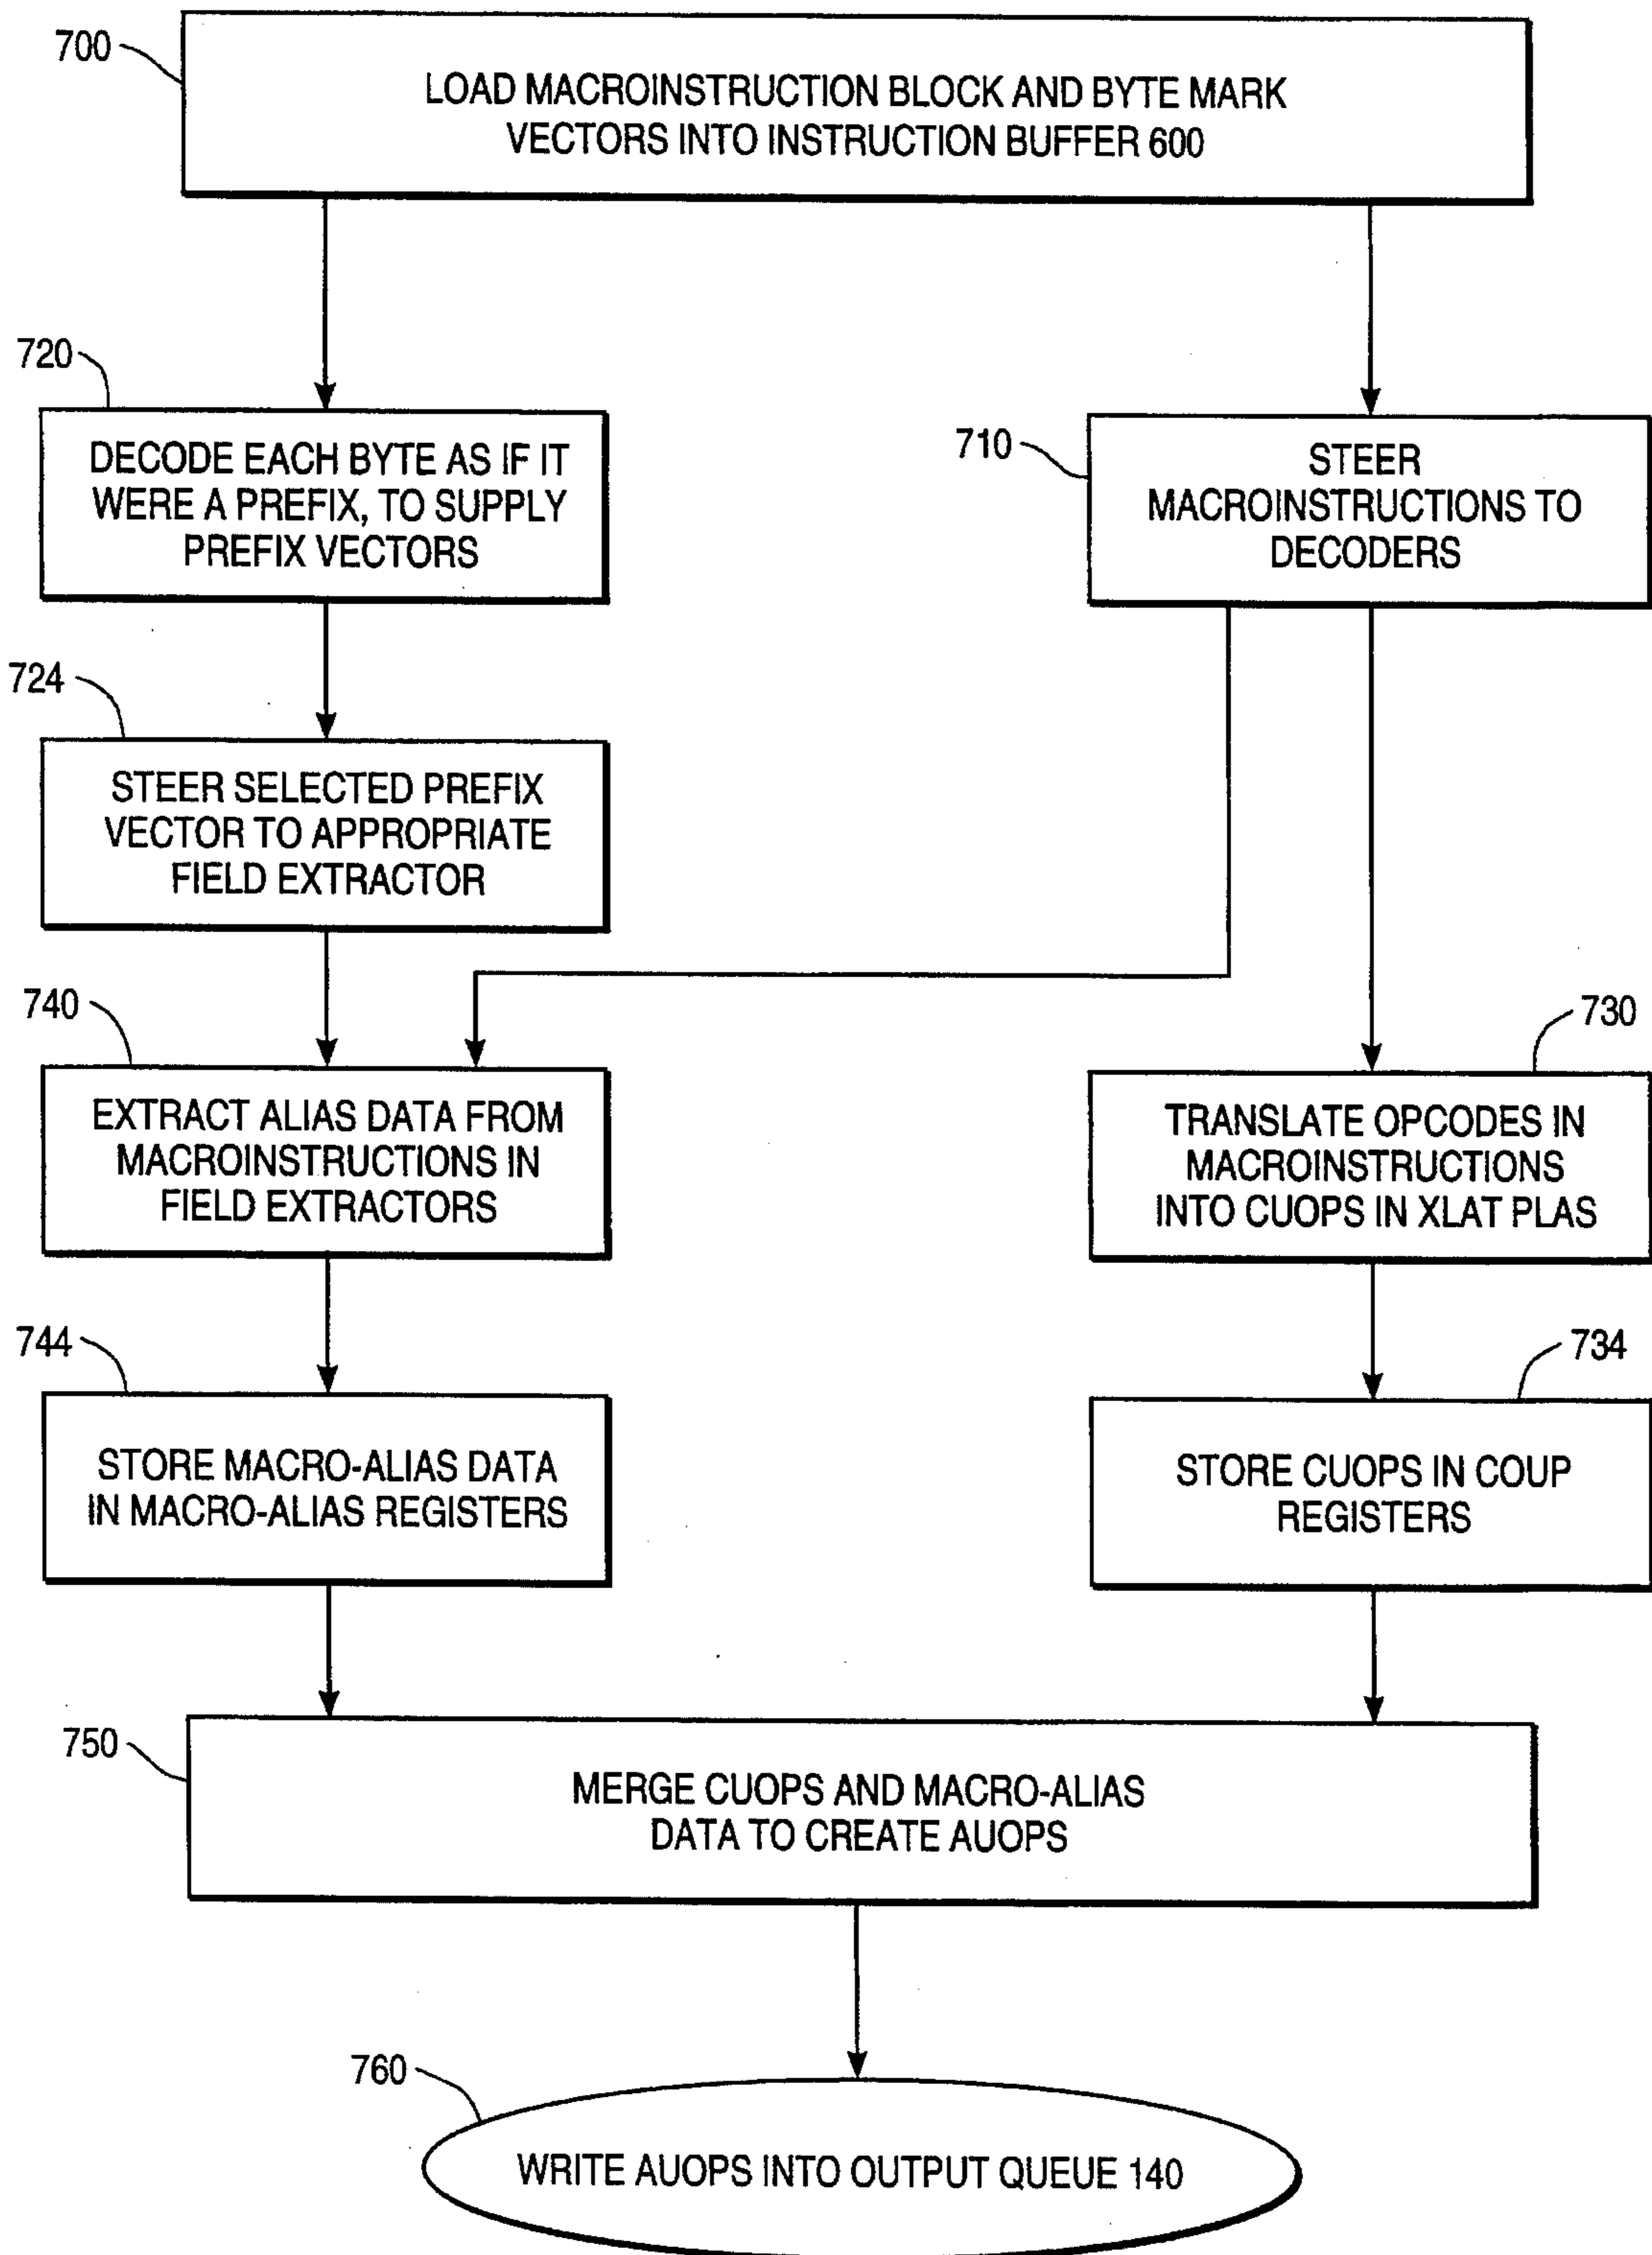 700
LOAD MACROINSTRUCTION BLOCK AND BYTE MARK
VECTORS INTO INSTRUCTION BUFFER 600
720
DECODE EACH BYTE AS IF IT
WERE A PREFIX, TO SUPPLY
PREFIX VECTORS
710
STEER
MACROINSTRUCTIONS TO
DECODERS
724
STEER SELECTED PREFIX
VECTOR TO APPROPRIATE
FIELD EXTRACTOR
740
EXTRACT ALIAS DATA FROM
MACROINSTRUCTIONS IN
FIELD EXTRACTORS
730
TRANSLATE OPCODES IN
MACROINSTRUCTIONS
INTO CUOPS IN XLAT PLAS
744
STORE MACRO-ALIAS DATA
IN MACRO-ALIAS REGISTERS
734
STORE CUOPS IN COUP
REGISTERS
750
MERGE CUOPS AND MACRO-ALIAS
DATA TO CREATE AUOPS
760
WRITE AUOPS INTO OUTPUT QUEUE 140